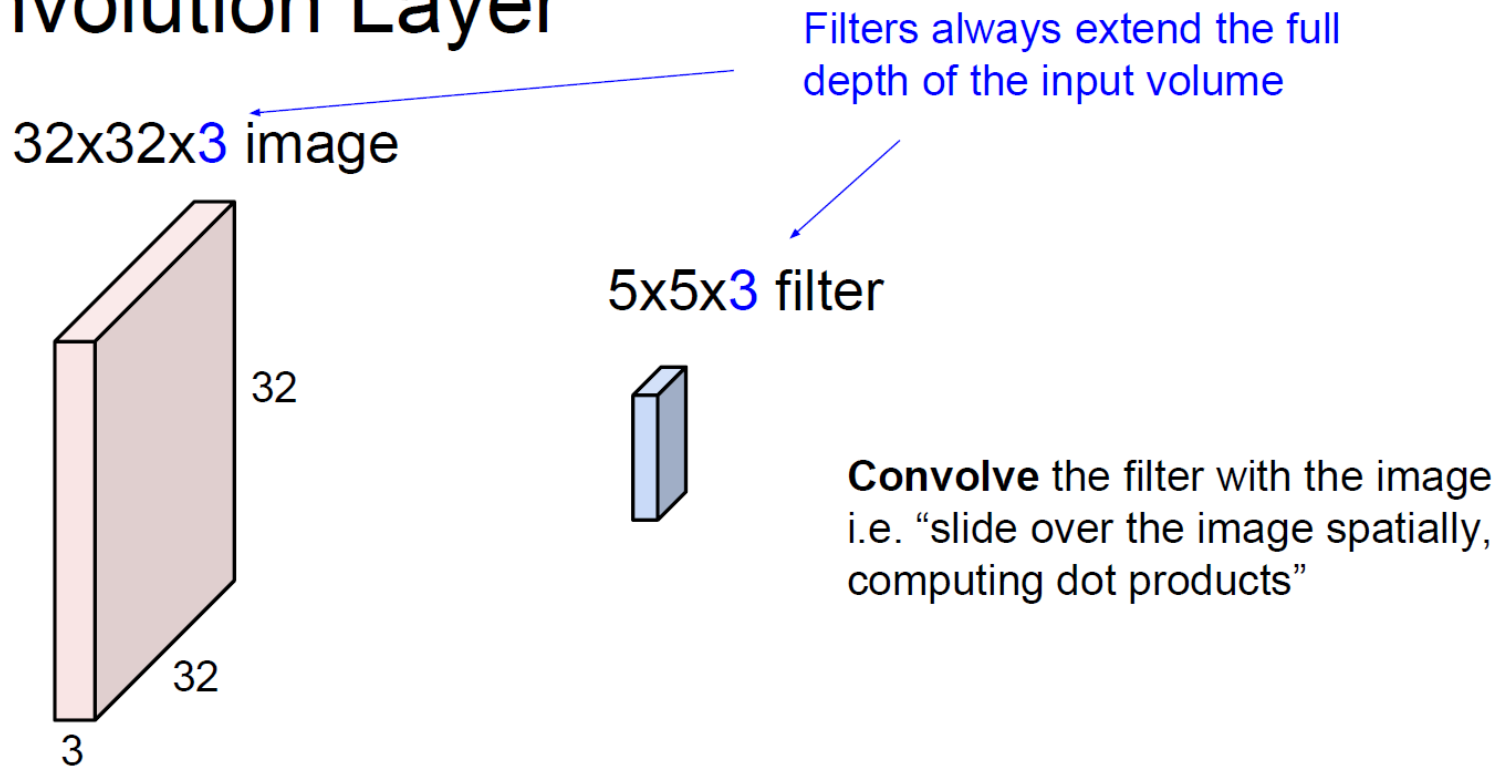 nvolution Layer
Filters always extend the full
depth of the input volume
32x32x3 image
5x5x3 filter
32
Convolve the filter with the image
i.e. “slide over the image spatially,
computing dot products”
32
3